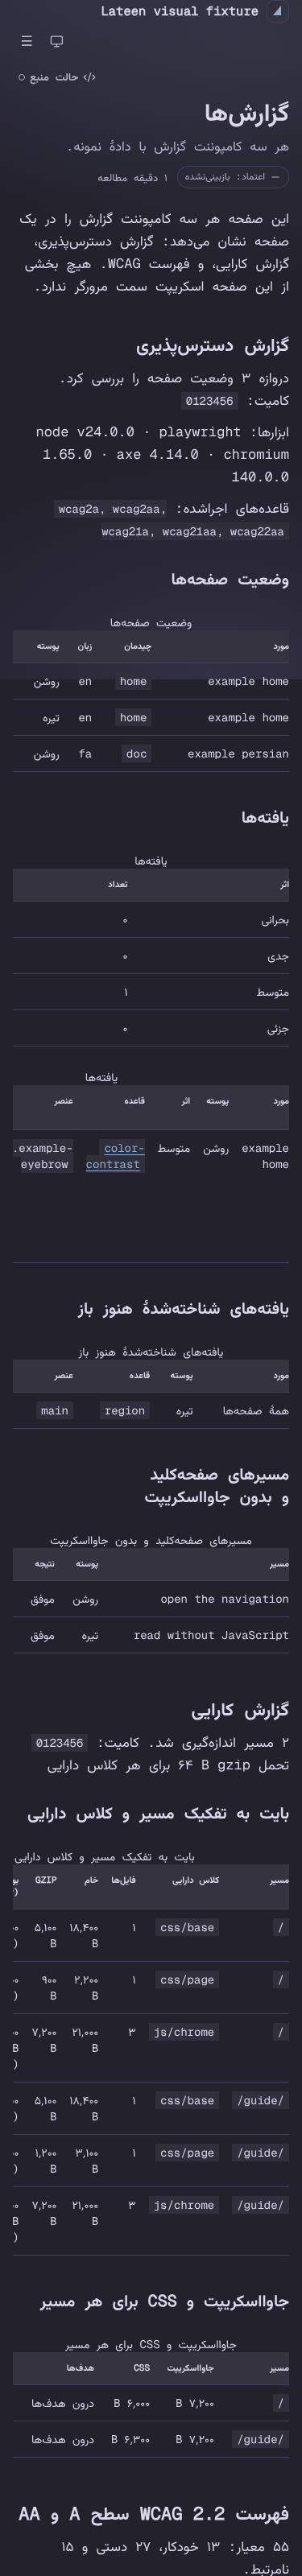 Lateen visual fixture
حالت منبع
گزارش‌ها
هر سه کامپوننت گزارش با دادهٔ نمونه.
— اعتماد: بازبینی‌نشده
۱ دقیقه مطالعه
این صفحه هر سه کامپوننت گزارش را در یک
صفحه نشان می‌دهد: گزارش دسترس‌پذیری،
گزارش کارایی، و فهرست WCAG. هیچ بخشی
از این صفحه اسکریپت سمت مرورگر ندارد.
گزارش دسترس‌پذیری
دروازه ۳ وضعیت صفحه را بررسی کرد.
کامیت: 0123456
ابزارها: node v24.0.0 · playwright
1.65.0 · axe 4.14.0 · chromium
140.0.0
قاعده‌های اجراشده: wcag2a, wcag2aa,
wcag21a, wcag21aa, wcag22aa
وضعیت صفحه‌ها
وضعیت صفحه‌ها
مورد چیدمان زبان پوسته
example home home en روشن
example home home en تیره
example persian doc fa روشن
یافته‌ها
یافته‌ها
اثر تعداد
بحرانی ۰
جدی ۰
متوسط ۱
جزئی ۰
یافته‌ها
مورد پوسته اثر قاعده عنصر
example home روشن متوسط color-contrast .example-eyebrow
یافته‌های شناخته‌شدهٔ هنوز باز
یافته‌های شناخته‌شدهٔ هنوز باز
مورد پوسته قاعده عنصر
همهٔ صفحه‌ها تیره region main
مسیرهای صفحه‌کلید
و بدون جاوااسکریپت
مسیرهای صفحه‌کلید و بدون جاوااسکریپت
مسیر پوسته نتیجه
open the navigation روشن موفق
read without JavaScript تیره موفق
گزارش کارایی
۲ مسیر اندازه‌گیری شد. کامیت: 0123456
تحمل ۶۴ B gzip برای هر کلاس دارایی
بایت به تفکیک مسیر و کلاس دارایی
بایت به تفکیک مسیر و کلاس دارایی
مسیر کلاس دارایی فایل‌ها خام GZIP
/ css/base ۱ ۱۸,۴۰۰ B ۵,۱۰۰ B
/ css/page ۱ ۲,۲۰۰ B ۹۰۰ B
/ js/chrome ۳ ۲۱,۰۰۰ B ۷,۲۰۰ B
/guide/ css/base ۱ ۱۸,۴۰۰ B ۵,۱۰۰ B
/guide/ css/page ۱ ۳,۱۰۰ B ۱,۲۰۰ B
/guide/ js/chrome ۳ ۲۱,۰۰۰ B ۷,۲۰۰ B
جاوااسکریپت و CSS برای هر مسیر
جاوااسکریپت و CSS برای هر مسیر
مسیر جاوااسکریپت CSS هدف‌ها
/ ۷,۲۰۰ B ۶,۰۰۰ B درون هدف‌ها
/guide/ ۷,۲۰۰ B ۶,۳۰۰ B درون هدف‌ها
فهرست WCAG 2.2 سطح A و AA
۵۵ معیار: ۱۳ خودکار، ۲۷ دستی و ۱۵
نامرتبط.